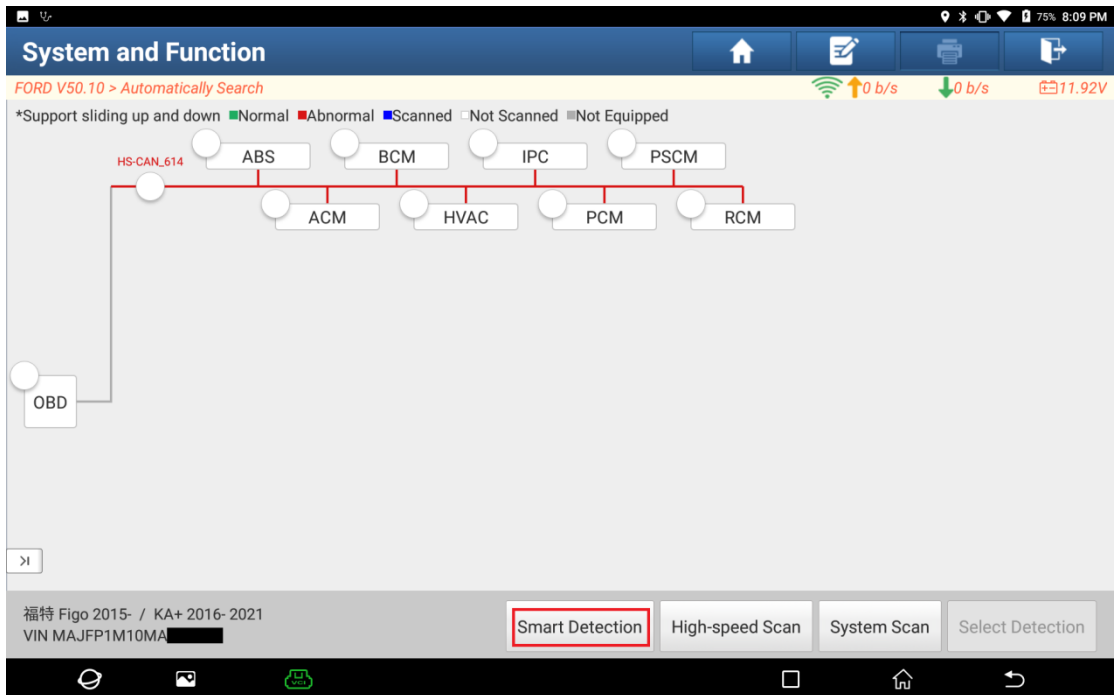 75% 8:09 PM
System and Function
FORD V50.10 > Automatically Search
0 b/s
0 b/s
11.92V
*Support sliding up and down Normal Abnormal Scanned Not Scanned Not Equipped
HS-CAN_614
ABS
BCM
IPC
PSCM
ACM
HVAC
PCM
RCM
OBD
福特 Figo 2015- / KA+ 2016- 2021
VIN MAJFP1M10MA
Smart Detection
High-speed Scan
System Scan
Select Detection
VCI